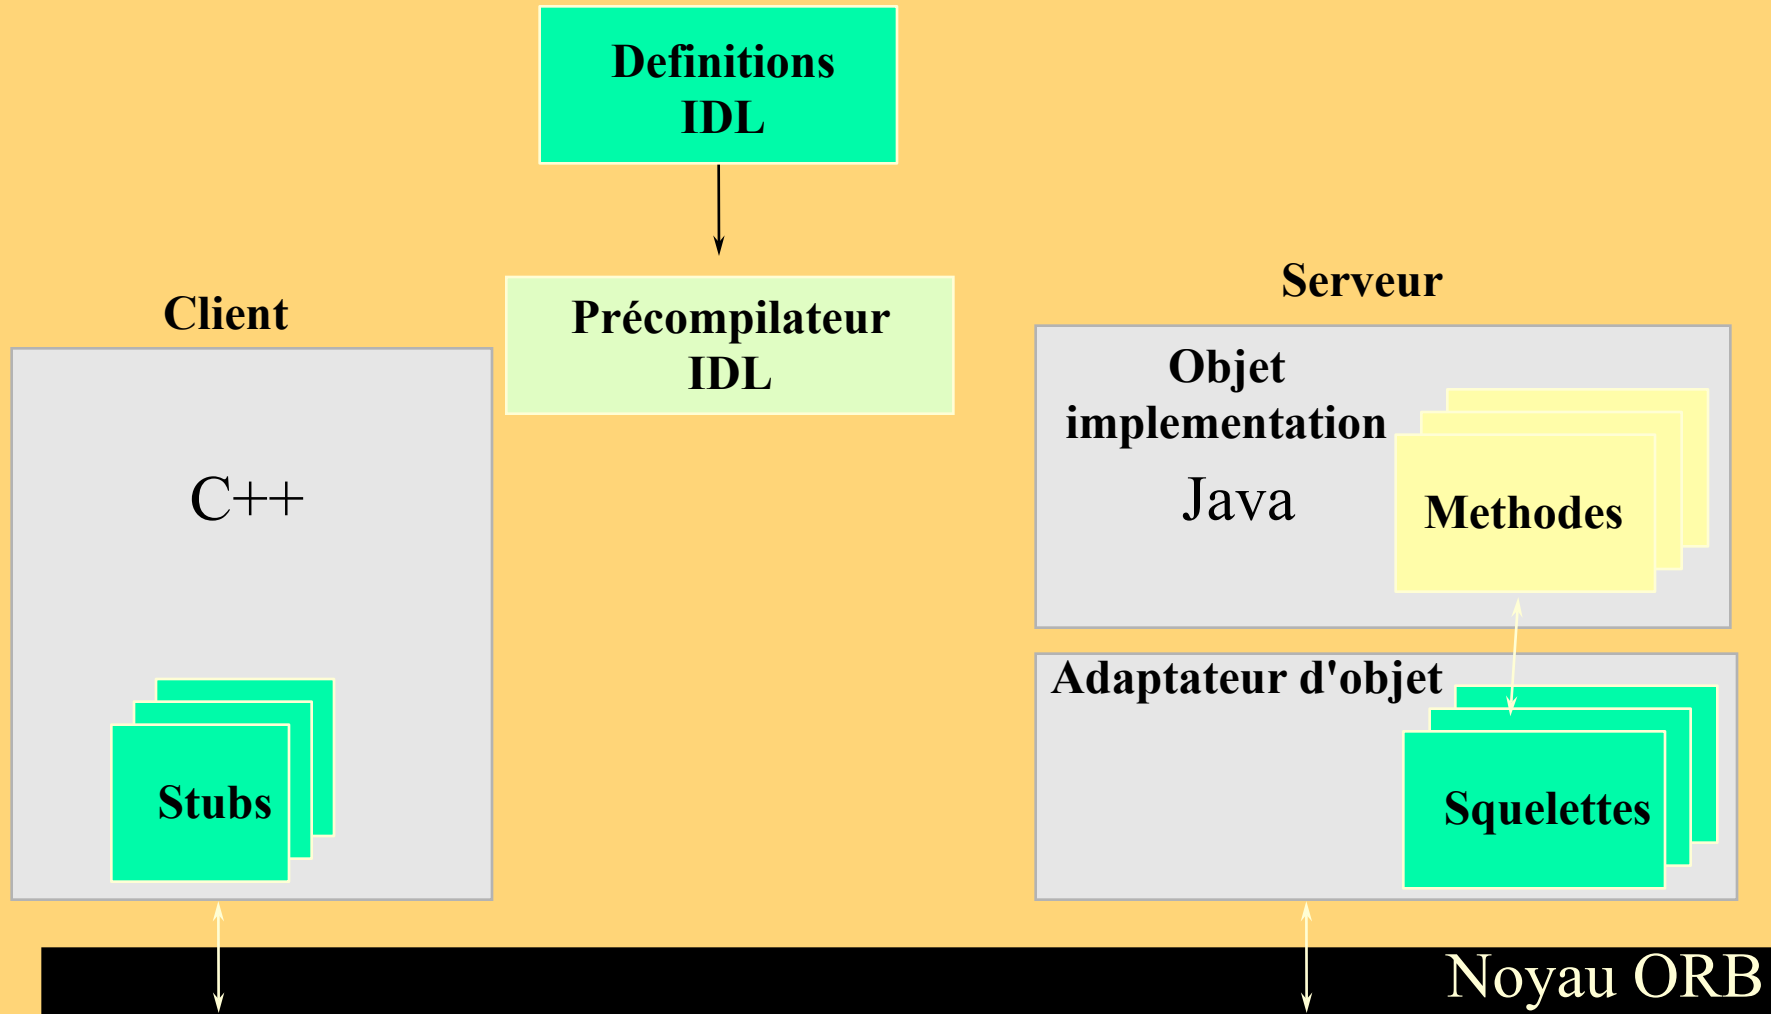 Definitions
IDL
Précompilateur
IDL
Client
C++
Stubs
Serveur
Objet
implementation
Java
Methodes
Adaptateur d'objet
Squelettes
Noyau ORB